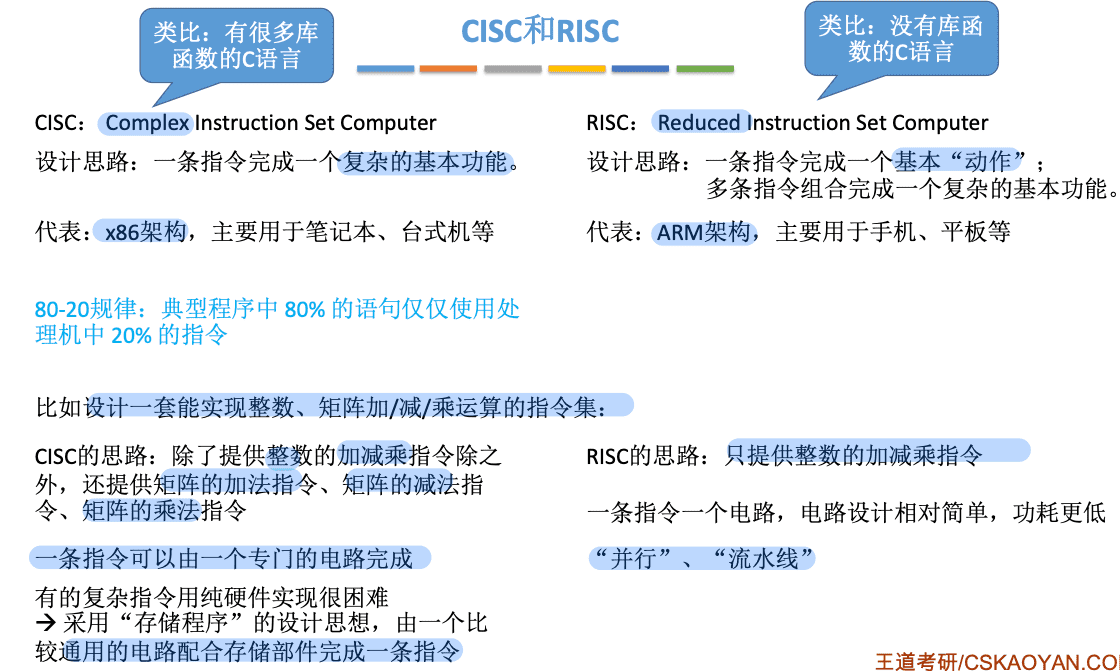 类比：有很多库
函数的C语言
CISC和RISC
类比：没有库函
数的C语言
CISC： Complex Instruction Set Computer
设计思路：一条指令完成一个复杂的基本功能。
代表：x86架构，主要用于笔记本、台式机等
RISC： Reduced Instruction Set Computer
设计思路：一条指令完成一个基本“动作”；
多条指令组合完成一个复杂的基本功能。
代表：ARM架构，主要用于手机、平板等
80-20规律：典型程序中 80% 的语句仅仅使用处
理机中 20% 的指令
比如设计一套能实现整数、矩阵加/减/乘运算的指令集：
CISC的思路：除了提供整数的加减乘指令除之
外，还提供矩阵的加法指令、矩阵的减法指
令、矩阵的乘法指令
一条指令可以由一个专门的电路完成
有的复杂指令用纯硬件实现很困难
→ 采用“存储程序”的设计思想，由一个比
较通用的电路配合存储部件完成一条指令
RISC的思路：只提供整数的加减乘指令
一条指令一个电路，电路设计相对简单，功耗更低
“并行”、“流水线”
王道考研/CSKAOYAN.CO